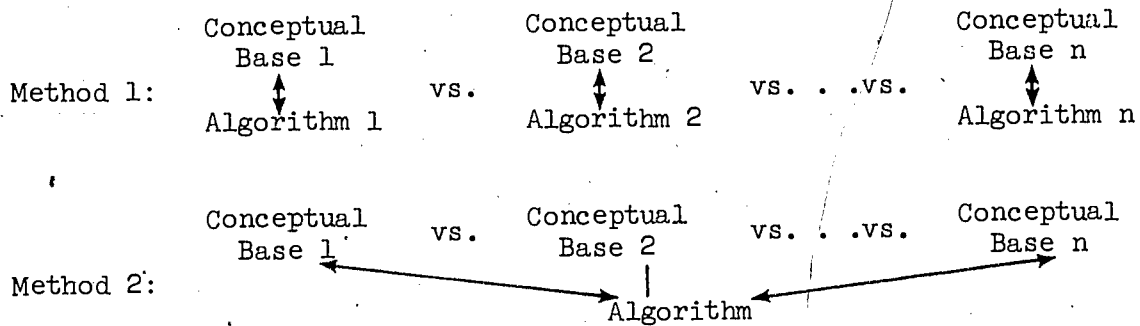 Conceptual Conceptual Conceptual
Base 1 Base 2 Base n
Method 1: vs. vs. . .vs.
Algorithm 1 Algorithm 2 Algorithm n
Conceptual Conceptual Conceptual
Base 1 vs. Base 2 vs. . .vs. Base n
Method 2:
Algorithm